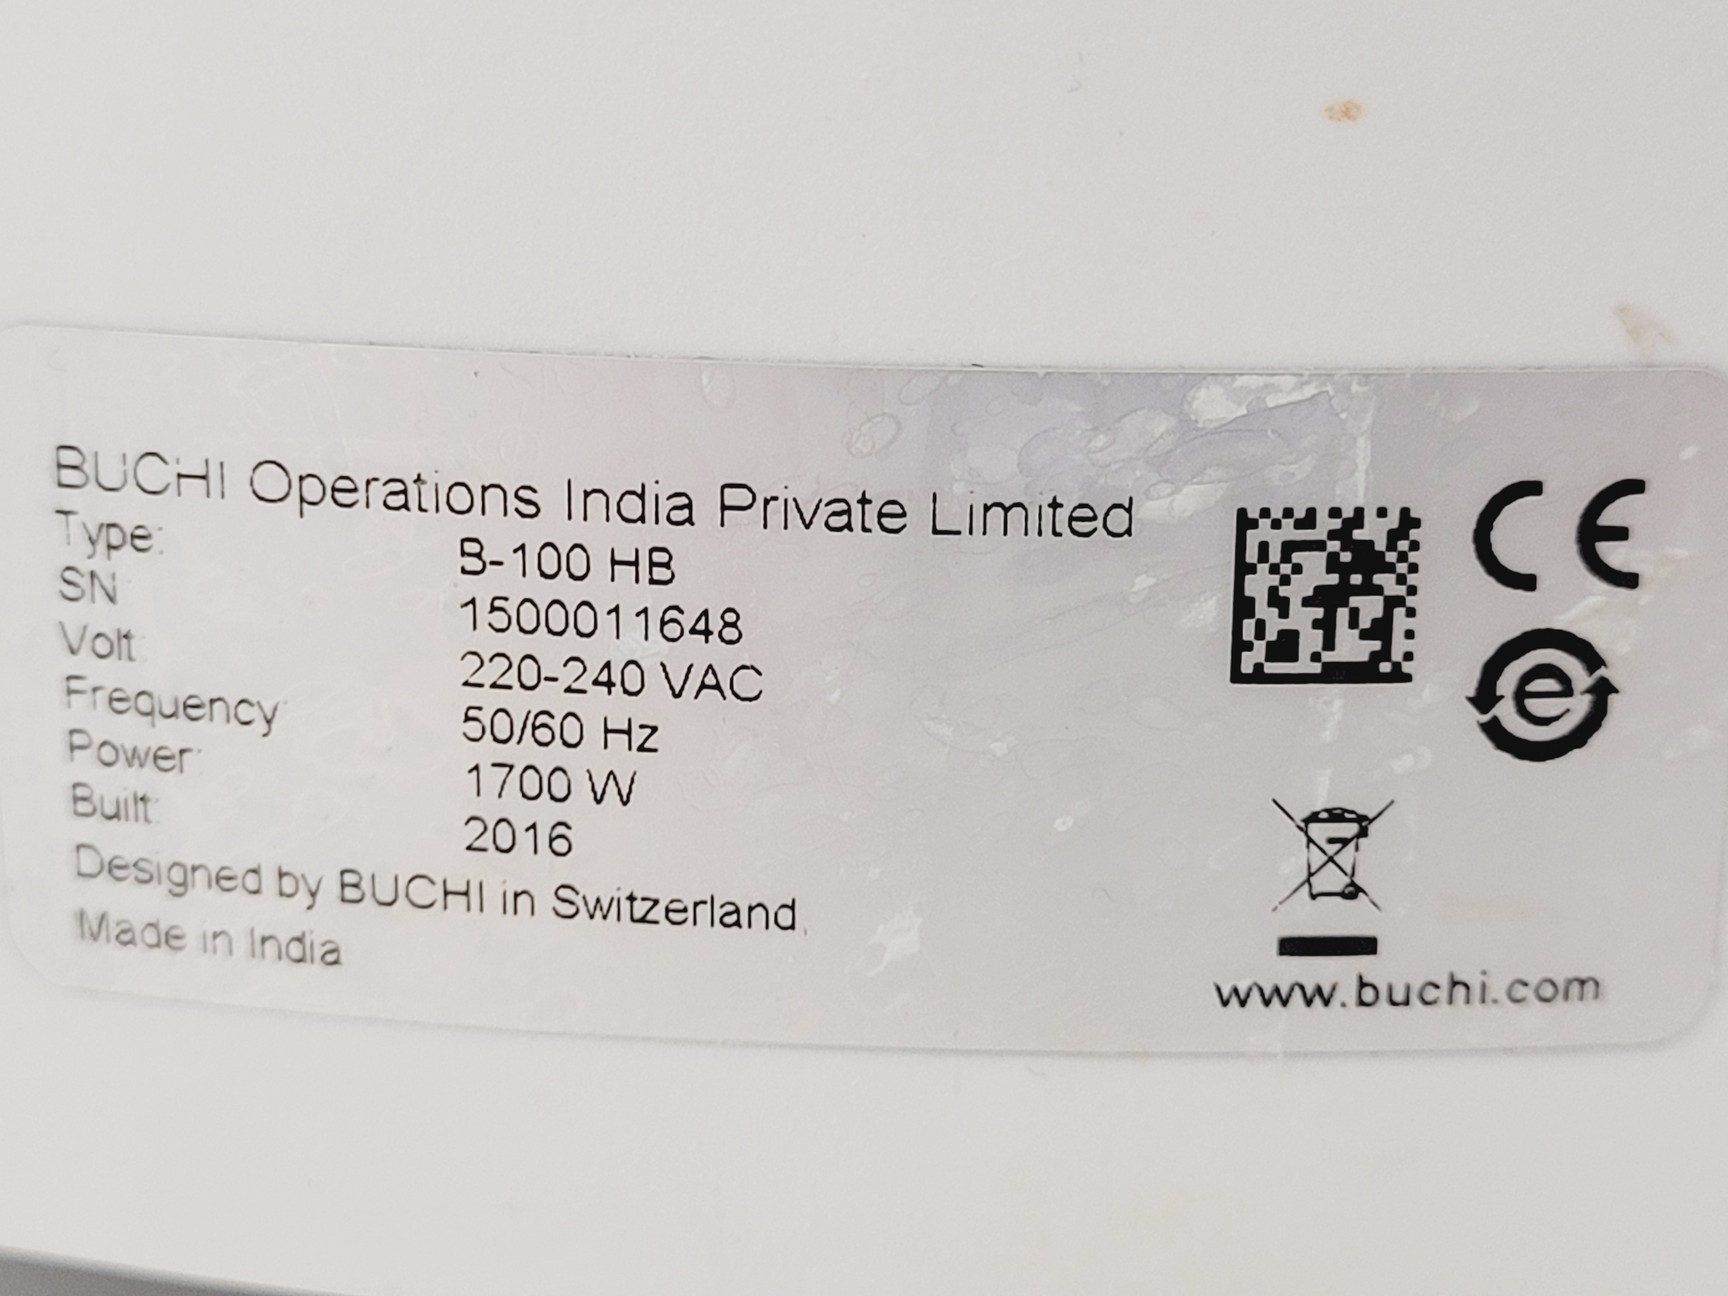 BUCHI Operations India Private Limited
Type: B-100 HB
SN 1500011648
Volt: 220-240 VAC
Frequency 50/60 Hz
Power: 1700 W
Built: 2016
Designed by BUCHI in Switzerland.
Made in India
CE
e
www.buchi.com